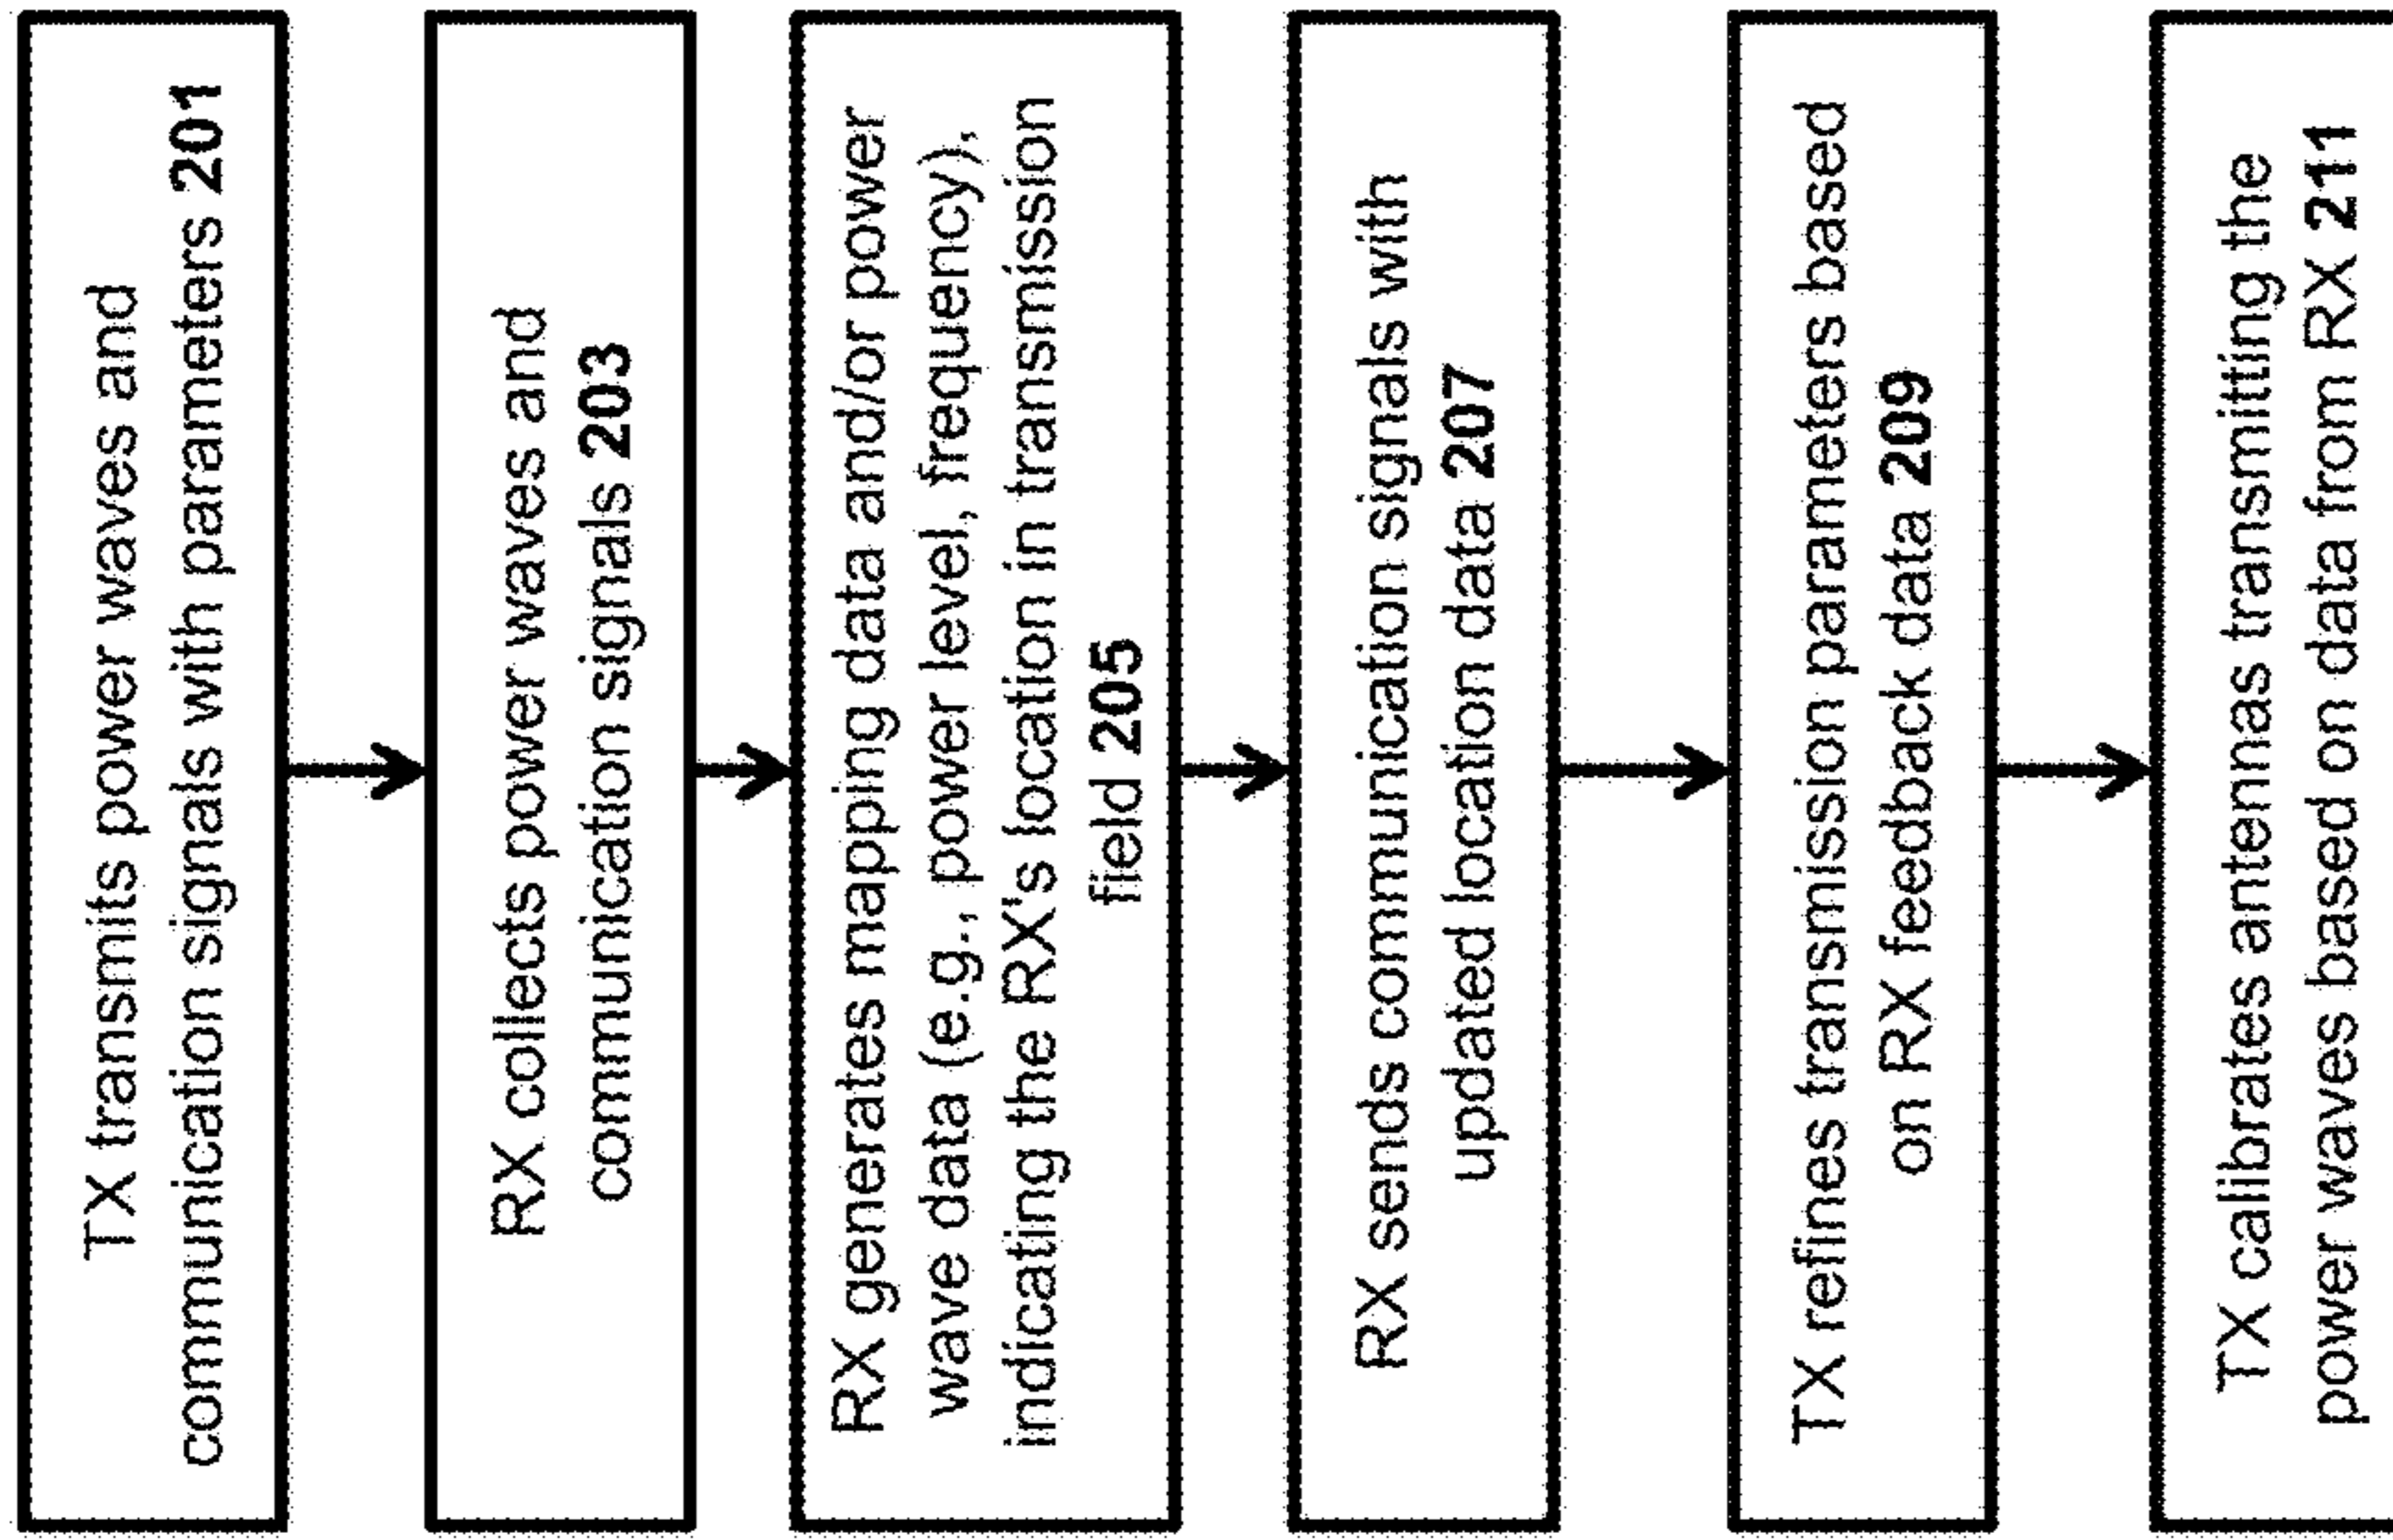 TX transmits power waves and
communication signals with parameters 201
RX collects power waves and
communication signals 203
RX generates mapping data and/or power
wave data (e.g., power level, frequency),
indicating the RX's location in transmission
field 205
RX sends communication signals with
updated location data 207
TX refines transmission parameters based
on RX feedback data 209
TX calibrates antennas transmitting the
power waves based on data from RX 211